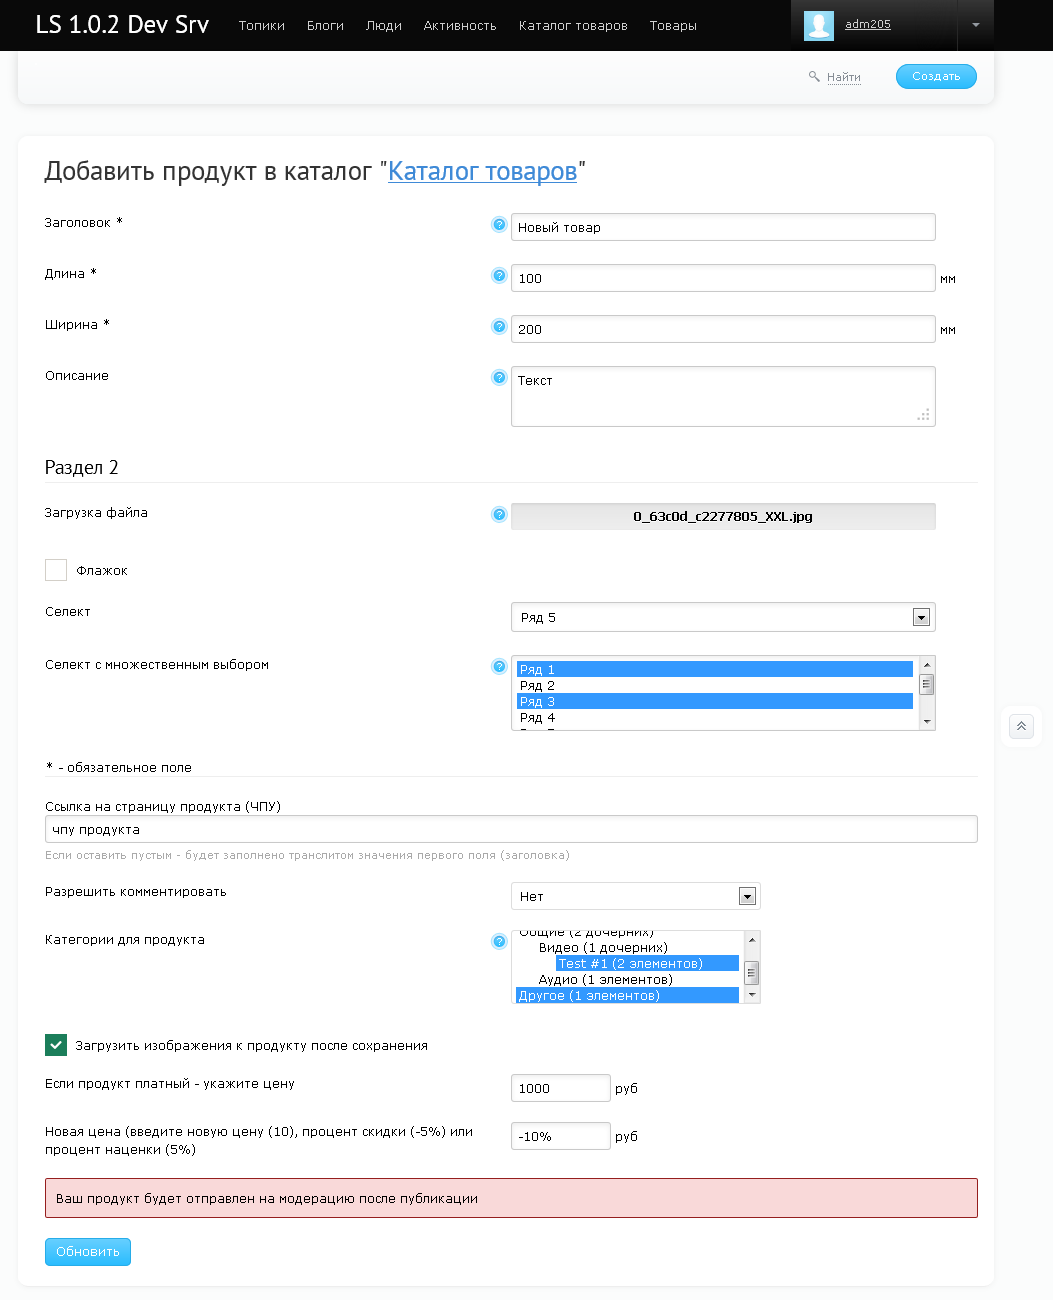 LS 1.0.2 Dev Srv Топики Блоги Люди Активность Каталог товаров Товары adm205
Найти Создать
Добавить продукт в каталог "Каталог товаров"
Заголовок * ? Новый товар
Длина * ? 100 мм
Ширина * ? 200 мм
Описание ? Текст
Раздел 2
Загрузка файла ? 0_63c0d_c2277805_XXL.jpg
Флажок
Селект Ряд 5
Селект с множественным выбором ? Ряд 1
Ряд 2
Ряд 3
Ряд 4
* - обязательное поле
Ссылка на страницу продукта (ЧПУ)
чпу продукта
Если оставить пустым - будет заполнено транслитом значения первого поля (заголовка)
Разрешить комментировать Нет
Категории для продукта ? Общие (2 дочерних)
Видео (1 дочерних)
Test #1 (2 элементов)
Аудио (1 элементов)
Другое (1 элементов)
Загрузить изображения к продукту после сохранения
Если продукт платный - укажите цену 1000 руб
Новая цена (введите новую цену (10), процент скидки (-5%) или
процент наценки (5%) -10% руб
Ваш продукт будет отправлен на модерацию после публикации
Обновить